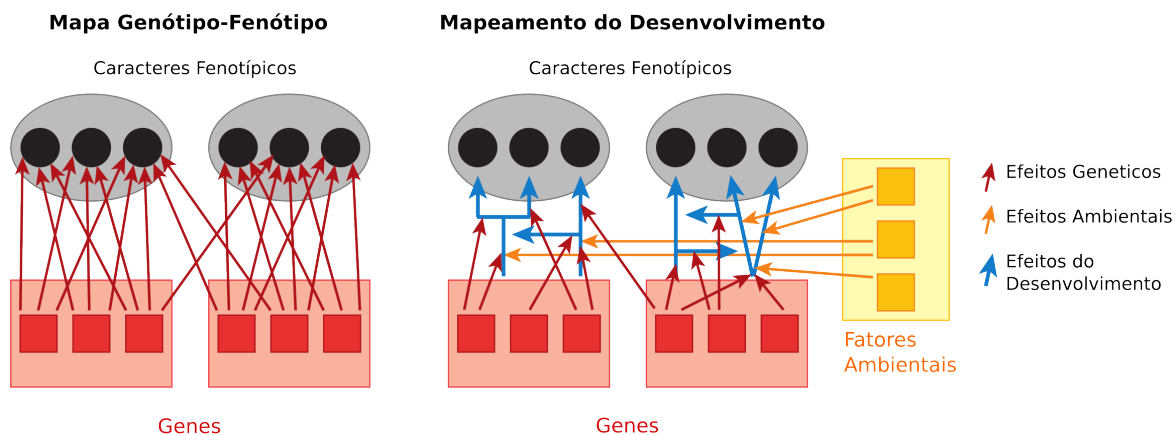 Mapa Genótipo-Fenótipo
Caracteres Fenotípicos
Genes
Mapeamento do Desenvolvimento
Caracteres Fenotípicos
Genes
Fatores
Ambientais
Efeitos Geneticos
Efeitos Ambientais
Efeitos do
Desenvolvimento